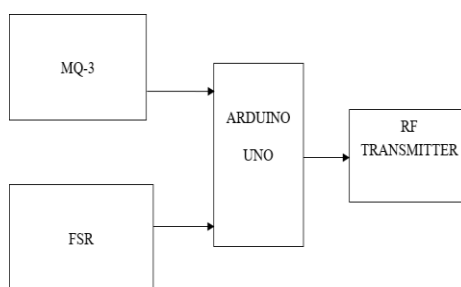 MQ-3
ARDUINO
UNO
RF
TRANSMITTER
FSR